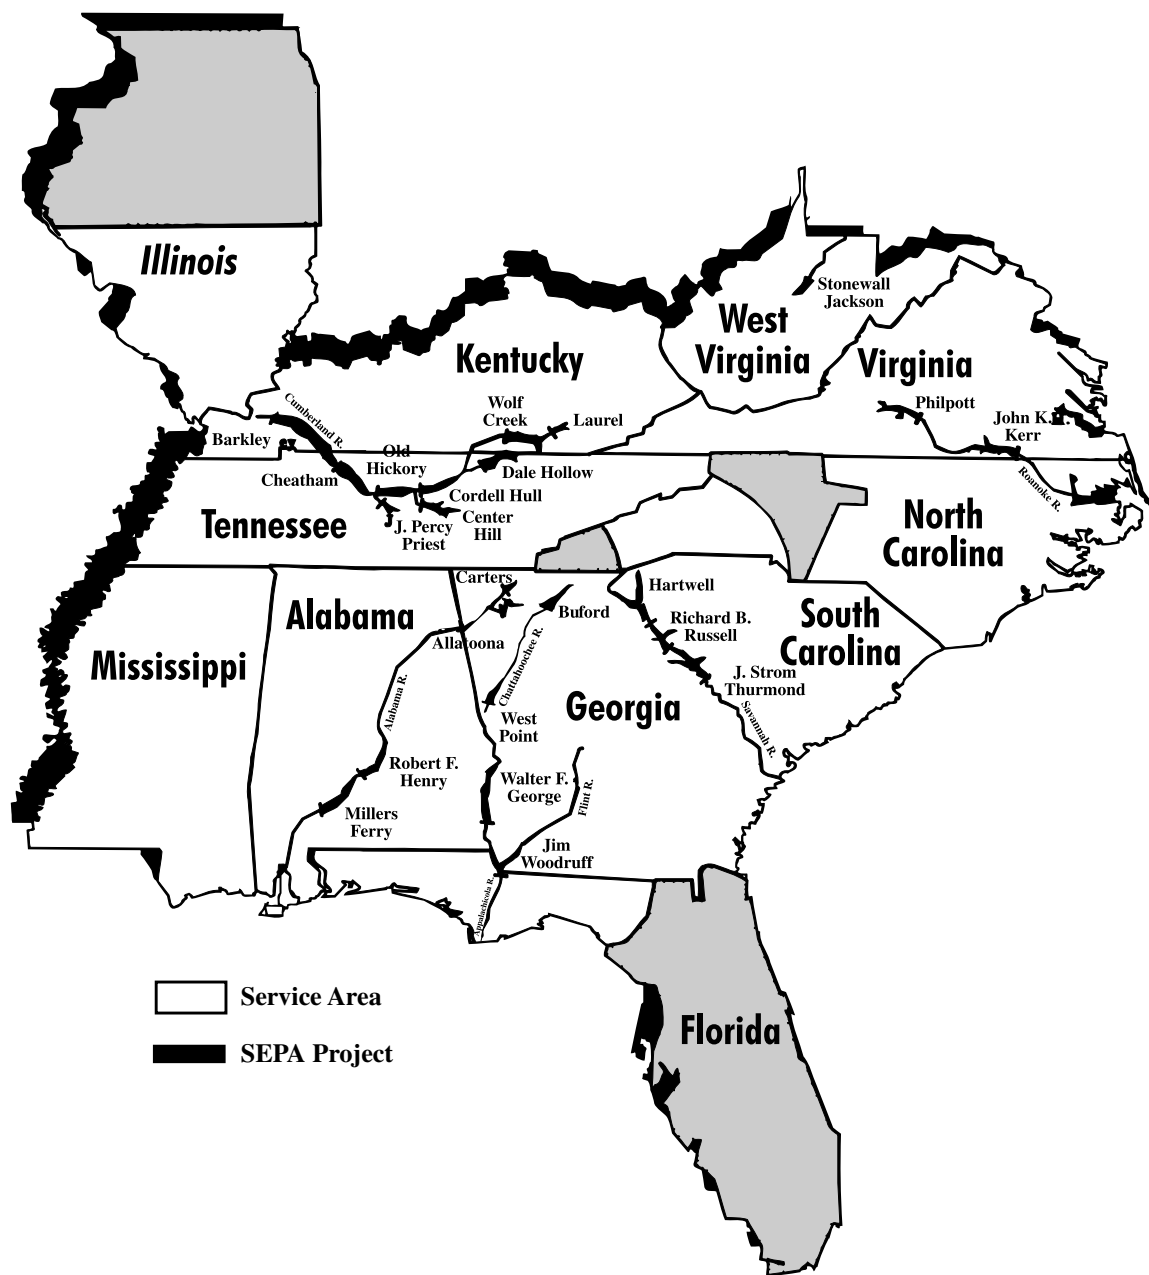 Illinois
Stonewall
Jackson
West
Virginia
Kentucky
Virginia
Philpott
Wolf
Creek
Laurel
John K. H.
Kerr
Cumberland R.
Barkley
Old
Hickory
Dale Hollow
Cheatham
Cordell Hull
Roanoke R.
Tennessee
J. Percy
Priest
Center
Hill
North
Carolina
Carters
Hartwell
Buford
Alabama
Richard B.
Russell
South
Carolina
Allatoona
Chattahoochee R.
Mississippi
J. Strom
Thurmond
Alabama R.
Georgia
West
Point
Savannah R.
Robert F.
Henry
Walter F.
George
Flint R.
Millers
Ferry
Jim
Woodruff
Appalachicola R.
Service Area
Florida
SEPA Project